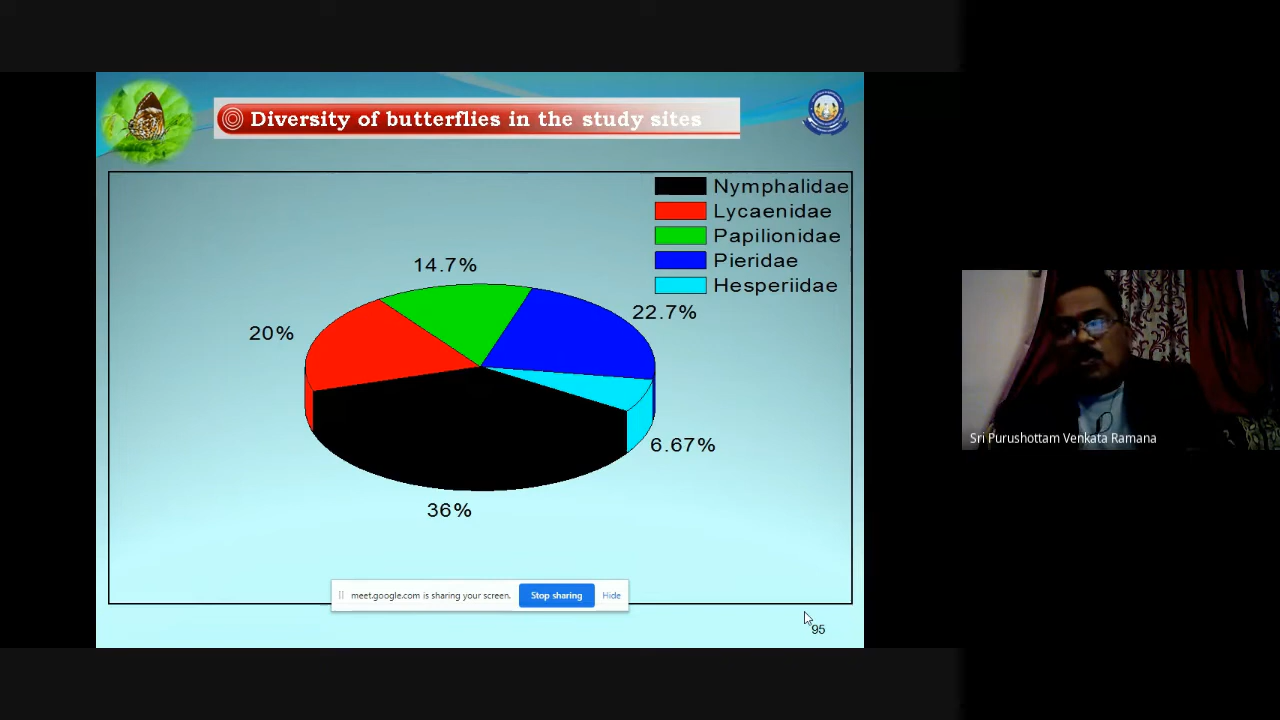 Diversity of butterflies in the study sites
Nymphalidae
Lycaenidae
Papilionidae
Pieridae
Hesperiidae
14.7%
22.7%
20%
6.67%
36%
Sri Purushottam Venkata Ramana
meet.google.com is sharing your screen.
Stop sharing
Hide
95